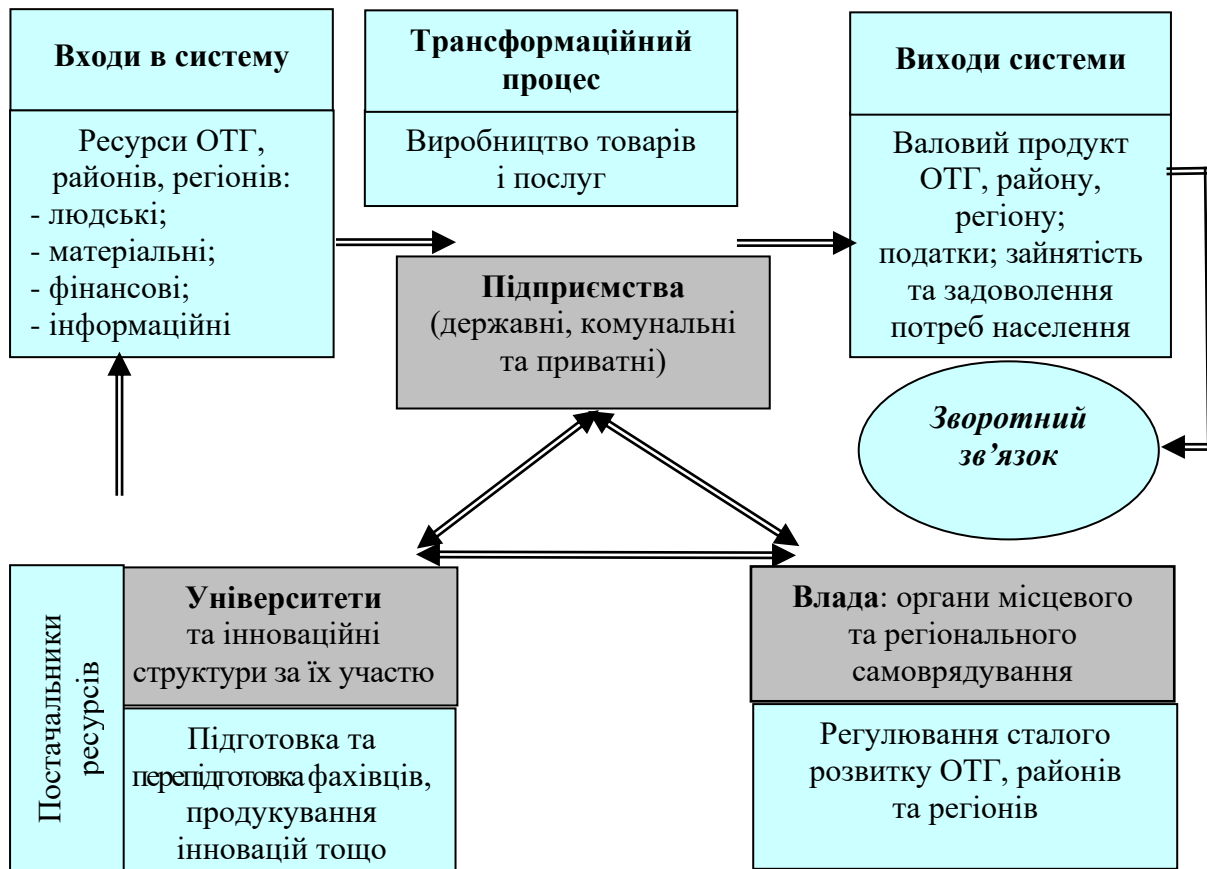 Входи в систему
Ресурси ОТГ,
районів, регіонів:
- людські;
- матеріальні;
- фінансові;
- інформаційні
Трансформаційний
процес
Виробництво товарів
і послуг
Підприємства
(державні, комунальні
та приватні)
Виходи системи
Валовий продукт
ОТГ, району,
регіону;
податки; зайнятість
та задоволення
потреб населення
Зворотний
зв’язок
Постачальники
ресурсів
Університети
та інноваційні
структури за їх участю
Підготовка та
перепідготовка фахівців,
продукування
інновацій тощо
Влада: органи місцевого
та регіонального
самоврядування
Регулювання сталого
розвитку ОТГ, районів
та регіонів